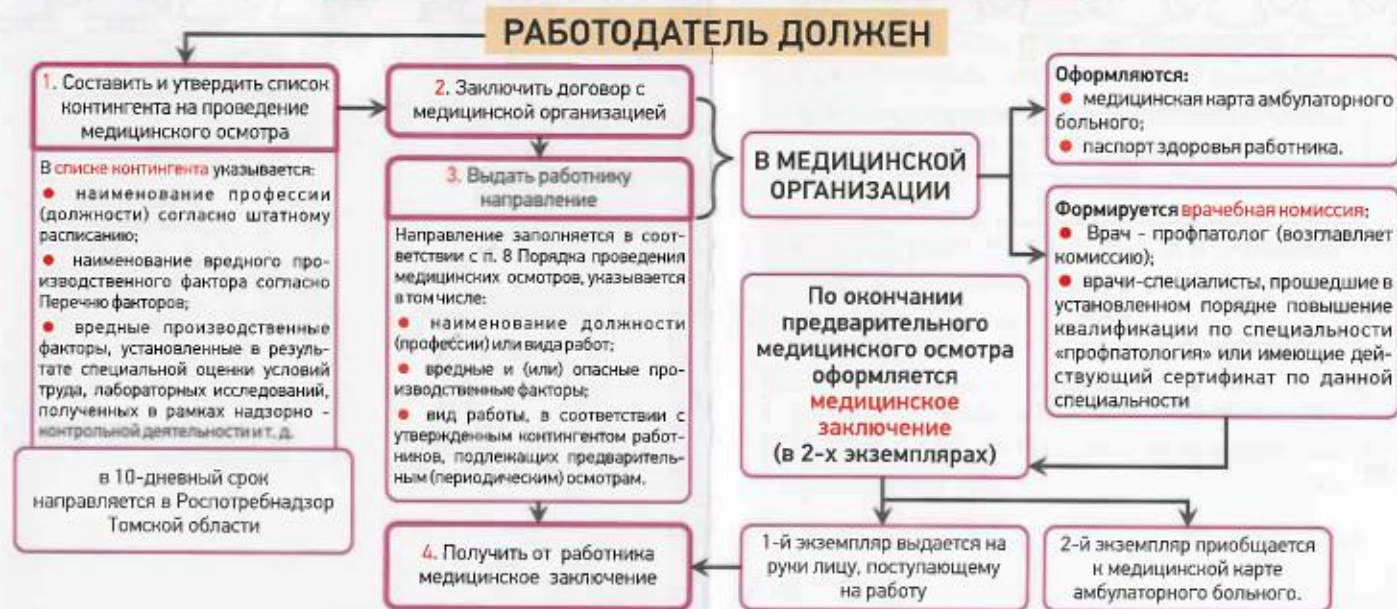 РАБОТОДАТЕЛЬ ДОЛЖЕН
1. Составить и утвердить список
контингента на проведение
медицинского осмотра
В списке контингента указывается:
● наименование профессии
(должности) согласно штатному
расписанию;
● наименование вредного про-
изводственного фактора согласно
Перечню факторов;
● вредные производственные
факторы, установленные в резуль-
тате специальной оценки условий
труда, лабораторных исследований,
полученных в рамках надзорно -
контрольной деятельности и т. д.
в 10-дневный срок
направляется в Роспотребнадзор
Томской области
2. Заключить договор с
медицинской организацией
3. Выдать работнику
направление
Направление заполняется в соот-
ветствии с п. 8 Порядка проведения
медицинских осмотров, указывается
в том числе:
● наименование должности
(профессии) или вида работ;
● вредные и (или) опасные про-
изводственные факторы;
● вид работы, в соответствии с
утвержденным контингентом работ-
ников, подлежащих предваритель-
ным (периодическим) осмотрам.
4. Получить от работника
медицинское заключение
В МЕДИЦИНСКОЙ
ОРГАНИЗАЦИИ
Оформляются:
● медицинская карта амбулаторного
больного;
● паспорт здоровья работника.
Формируется врачебная комиссия:
● Врач - профпатолог (возглавляет
комиссию);
● врачи-специалисты, прошедшие в
установленном порядке повышение
квалификации по специальности
«профпатология» или имеющие дей-
ствующий сертификат по данной
специальности
По окончании
предварительного
медицинского осмотра
оформляется
медицинское
заключение
(в 2-х экземплярах)
1-й экземпляр выдается на
руки лицу, поступающему
на работу
2-й экземпляр приобщается
к медицинской карте
амбулаторного больного.